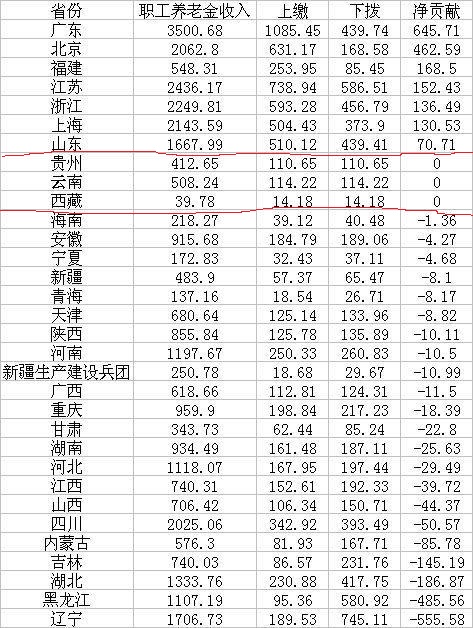 省份 职工养老金收入 上缴 下拨 净贡献
广东 3500.68 1085.45 439.74 645.71
北京 2062.8 631.17 168.58 462.59
福建 548.31 253.95 85.45 168.5
江苏 2436.17 738.94 586.51 152.43
浙江 2249.81 593.28 456.79 136.49
上海 2143.59 504.43 373.9 130.53
山东 1667.99 510.12 439.41 70.71
贵州 412.65 110.65 110.65 0
云南 508.24 114.22 114.22 0
西藏 39.78 14.18 14.18 0
海南 218.27 39.12 40.48 -1.36
安徽 915.68 184.79 189.06 -4.27
宁夏 172.83 32.43 37.11 -4.68
新疆 483.9 57.37 65.47 -8.1
青海 137.16 18.54 26.71 -8.17
天津 680.64 125.14 133.96 -8.82
陕西 855.84 125.78 135.89 -10.11
河南 1197.67 250.33 260.83 -10.5
新疆生产建设兵团 250.78 18.68 29.67 -10.99
广西 618.66 112.81 124.31 -11.5
重庆 959.9 198.84 217.23 -18.39
甘肃 343.73 62.44 85.24 -22.8
湖南 934.49 161.48 187.11 -25.63
河北 1118.07 167.95 197.44 -29.49
江西 740.31 152.61 192.33 -39.72
山西 706.42 106.34 150.71 -44.37
四川 2025.06 342.92 393.49 -50.57
内蒙古 576.3 81.93 167.71 -85.78
吉林 740.03 86.57 231.76 -145.19
湖北 1333.76 230.88 417.75 -186.87
黑龙江 1107.19 95.36 580.92 -485.56
辽宁 1706.73 189.53 745.11 -555.58